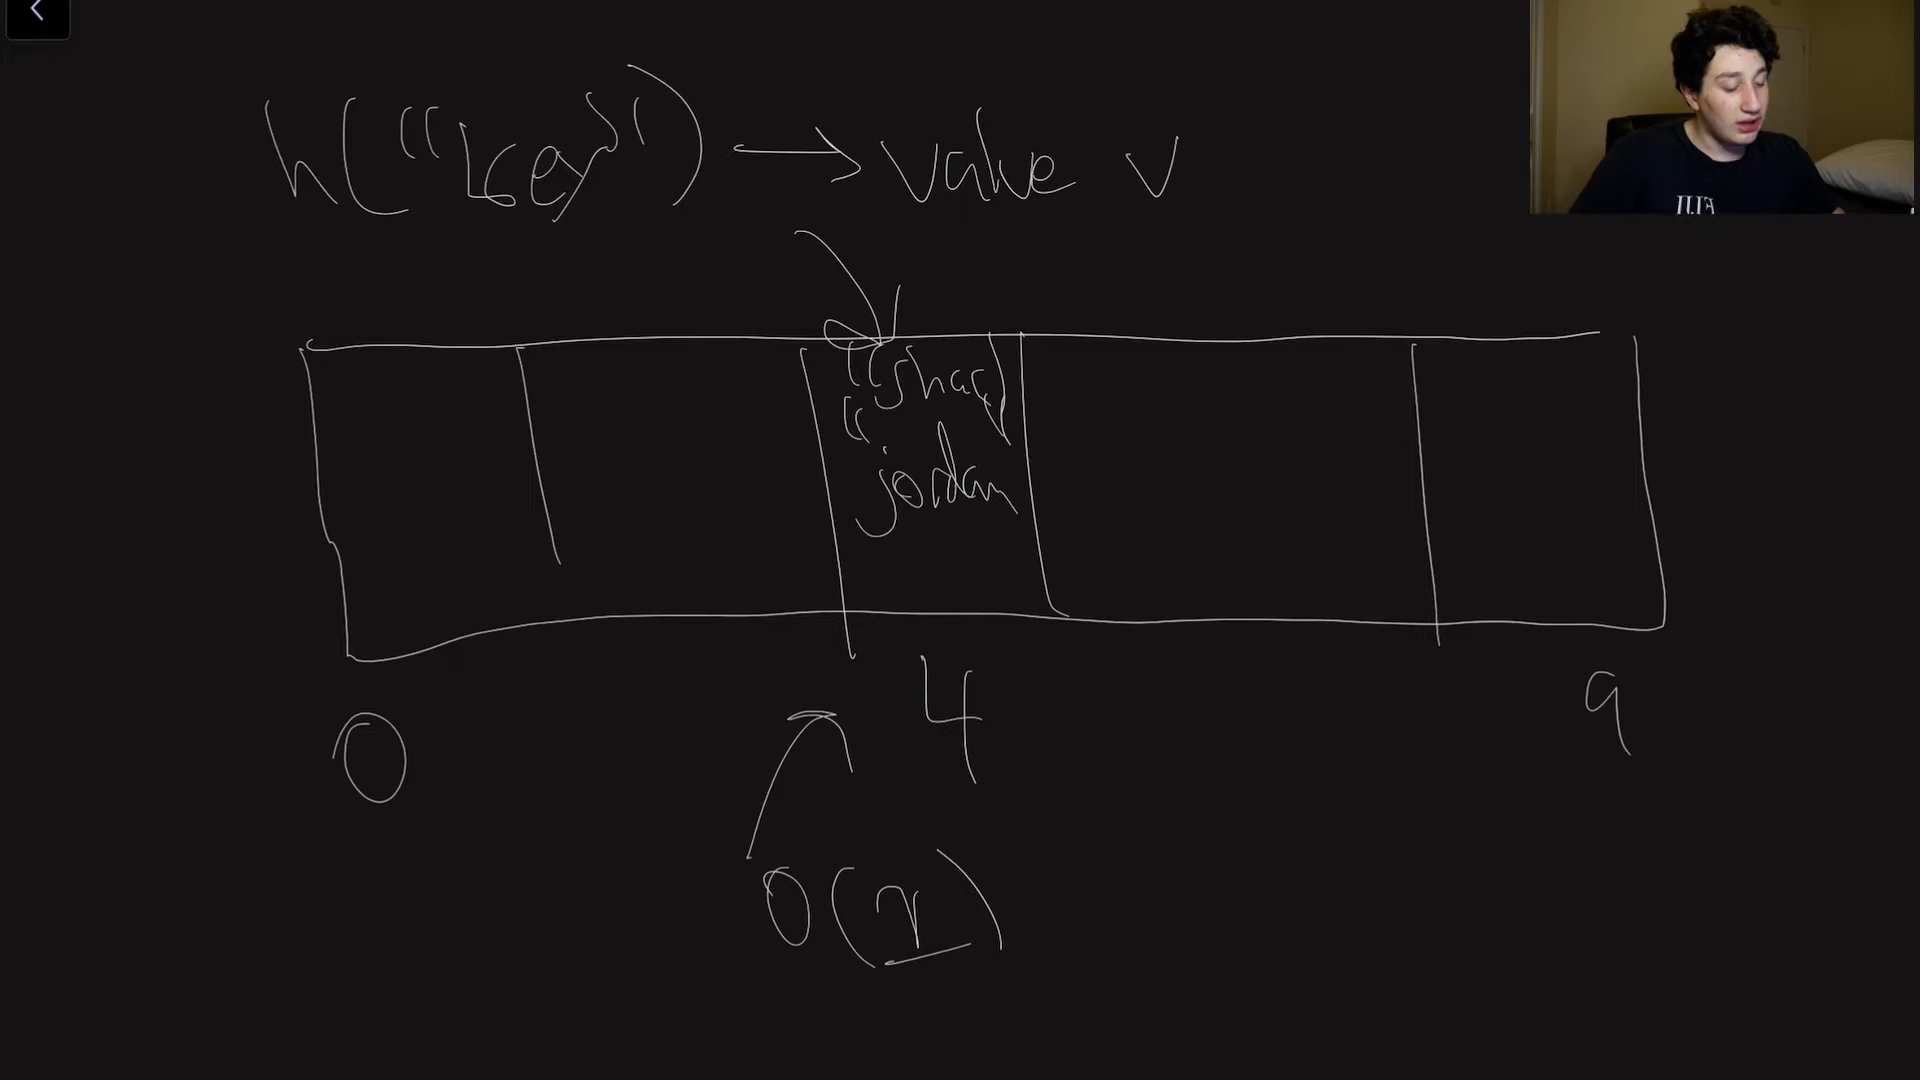 h("key") → value v
"shaq
"jordan
0 4 9
O(1)